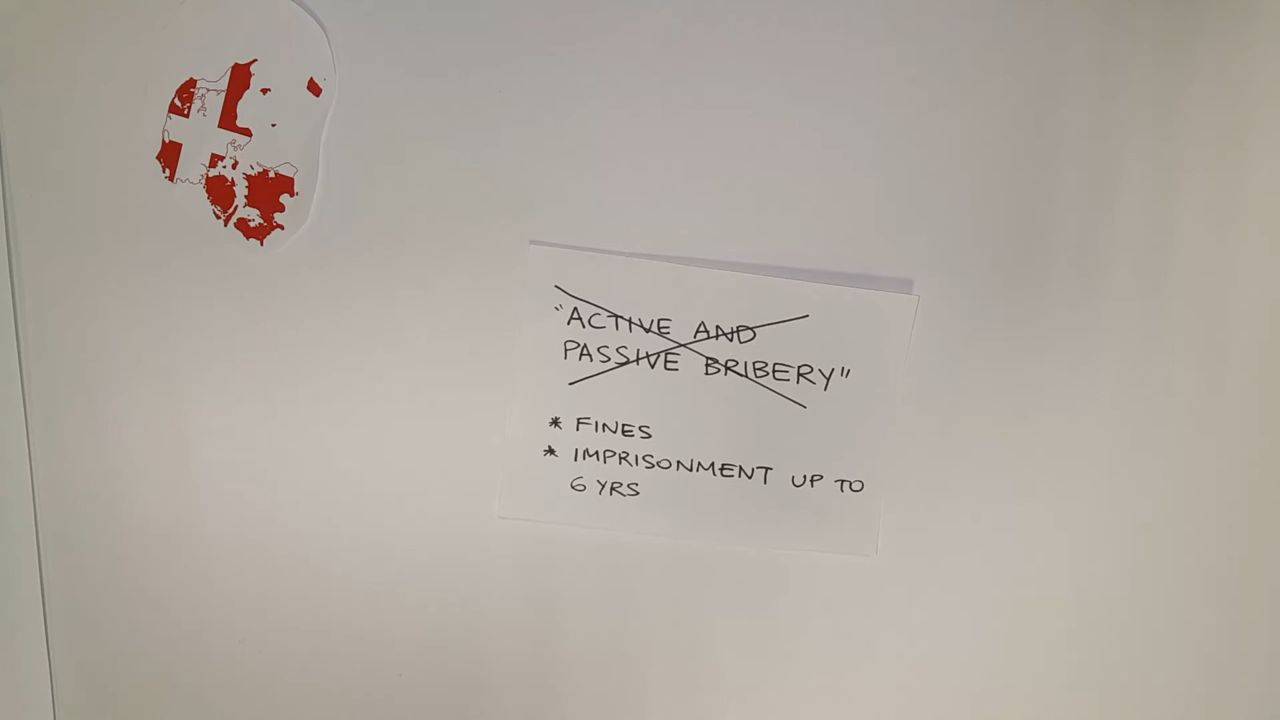 "ACTIVE AND
PASSIVE BRIBERY"
* FINES
* IMPRISONMENT UP TO
6 YRS